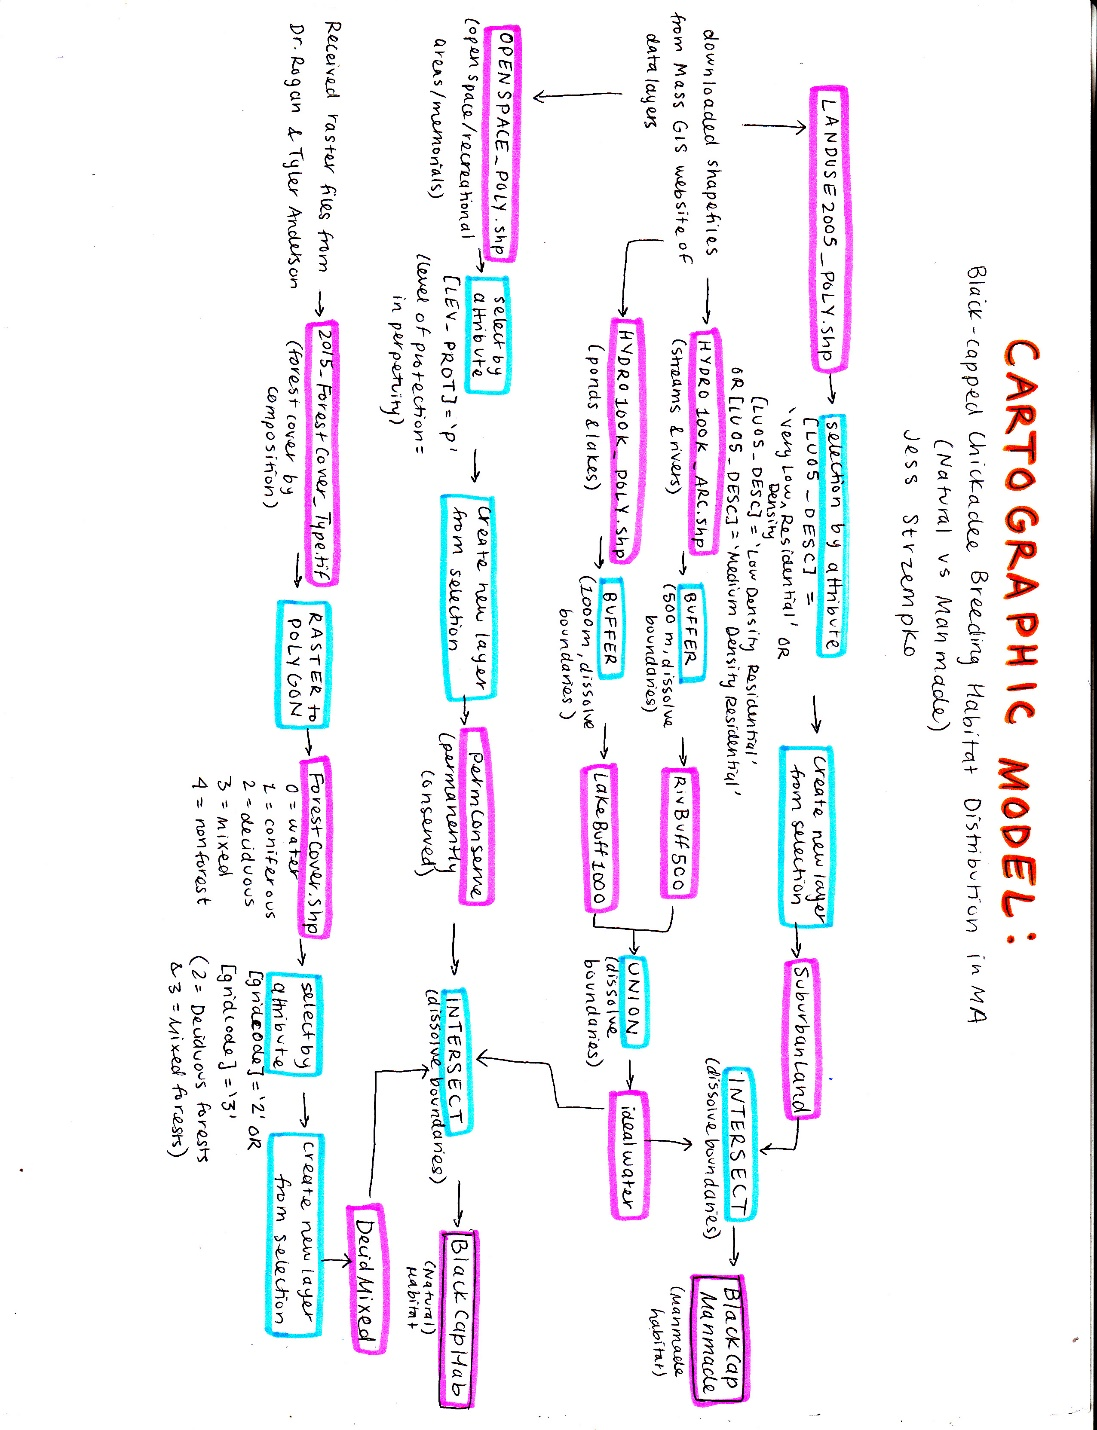 CARTOGRAPHIC MODEL:
Black-capped Chickadee Breeding Habitat Distribution in MA
(Natural vs Manmade)
Jess Strzempko
LANDUSE2005_POLY.shp
selection by attribute
[LU05_DESC] =
'Very Low Density Residential' OR
[LU05_DESC] = 'Low Density Residential'
OR [LU05_DESC] = 'Medium Density Residential'
create new layer
from selection
SuburbanLand
INTERSECT
(dissolve boundaries)
BlackCap
Manmade
(Manmade
habitat)
downloaded shapefiles
from Mass GIS website of
data layers
HYDRO100K_ARC.shp
(streams & rivers)
BUFFER
(500m, dissolve
boundaries)
RivBuff500
HYDRO100K_POLY.shp
(ponds & lakes)
BUFFER
(1000m, dissolve
boundaries)
LakeBuff1000
UNION
(dissolve
boundaries)
idealwater
OPENSPACE_POLY.shp
(open space/recreational
areas/memorials)
select by
attribute
[LEV_PROT] = 'P'
(level of protection =
in perpetuity)
create new layer
from selection
permConserve
(permanently
conserved)
INTERSECT
(dissolve boundaries)
BlackCapHab
(Natural
Habitat)
Received raster files from
Dr. Rogan & Tyler Anderson
2015_ForestCover_Type.tif
(forest cover by
composition)
RASTER to
POLYGON
ForestCover.shp
0 = water
1 = coniferous
2 = deciduous
3 = mixed
4 = nonforest
select by
attribute
[gridcode] = '2' OR
[gridcode] = '3'
(2 = Deciduous forests
& 3 = Mixed forests)
create new layer
from selection
DecidMixed